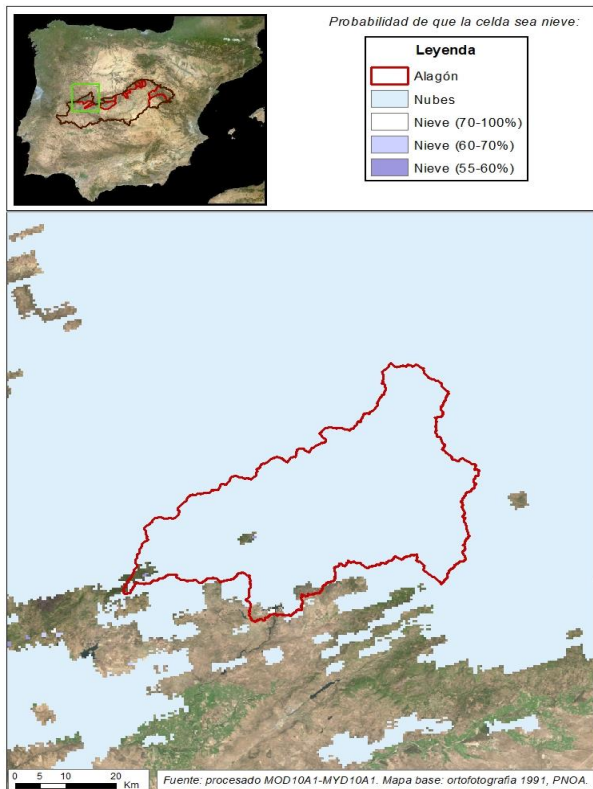 Probabilidad de que la celda sea nieve:
Leyenda
Alagón
Nubes
Nieve (70-100%)
Nieve (60-70%)
Nieve (55-60%)
0 5 10 20
Km
Fuente: procesado MOD10A1-MYD10A1. Mapa base: ortofotografia 1991, PNOA.